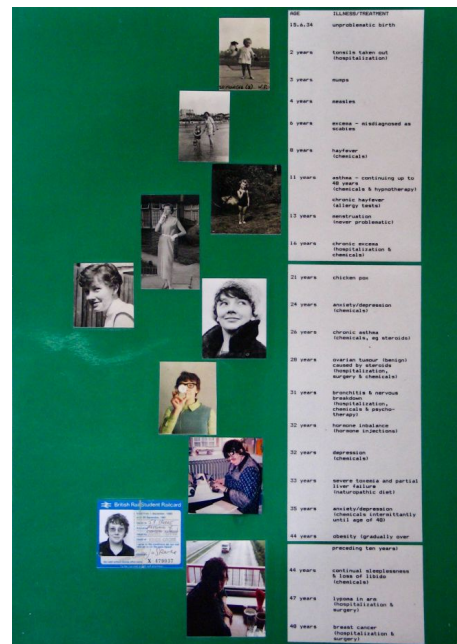 AGE ILLNESS/TREATMENT
15.6.34 unproblematic birth
2 years tonsils taken out
(hospitalization)
3 years mumps
4 years measles
6 years exzema - misdiagnosed as
scabies
8 years hayfever
(chemicals)
11 years asthma - continuing up to
40 years
(chemicals & hypnotherapy)
chronic hayfever
(allergy tests)
13 years menstruation
(never problematic)
16 years chronic exzema
(hospitalization &
chemicals)
21 years chicken pox
24 years anxiety/depression
(chemicals)
26 years chronic asthma
(chemicals, eg steroids)
28 years ovarian tumour (benign)
caused by steroids
(hospitalization,
surgery & chemicals)
31 years bronchitis & nervous
breakdown
(hospitalization,
chemicals & psycho-
therapy)
32 years hormone inbalance
(hormone injections)
32 years depression
(chemicals)
33 years severe toxemia and partial
liver failure
(naturopathic diet)
35 years anxiety/depression
(chemicals intermittently
until age of 40)
44 years obesity (gradually over
preceding ten years)
44 years continual sleeplessness
& loss of libido
(chemicals)
47 years lypoma in arm
(hospitalization &
surgery)
48 years breast cancer
(hospitalization &
surgery)
British Rail Student Railcard